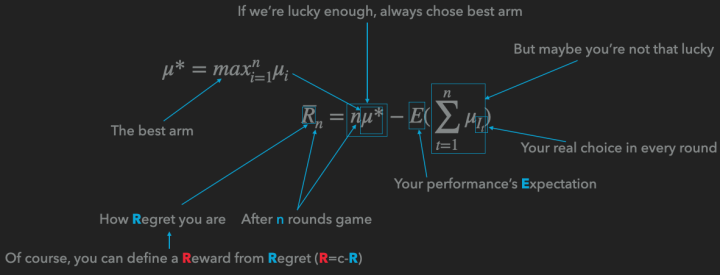 If we're lucky enough, always chose best arm
But maybe you're not that lucky
μ* = max_{i=1}^{n} μ_i
R̅_n = nμ* − E(∑_{t=1}^{n} μ_{I_t})
The best arm
Your real choice in every round
Your performance's Expectation
How Regret you are
After n rounds game
Of course, you can define a Reward from Regret (R=c-R)